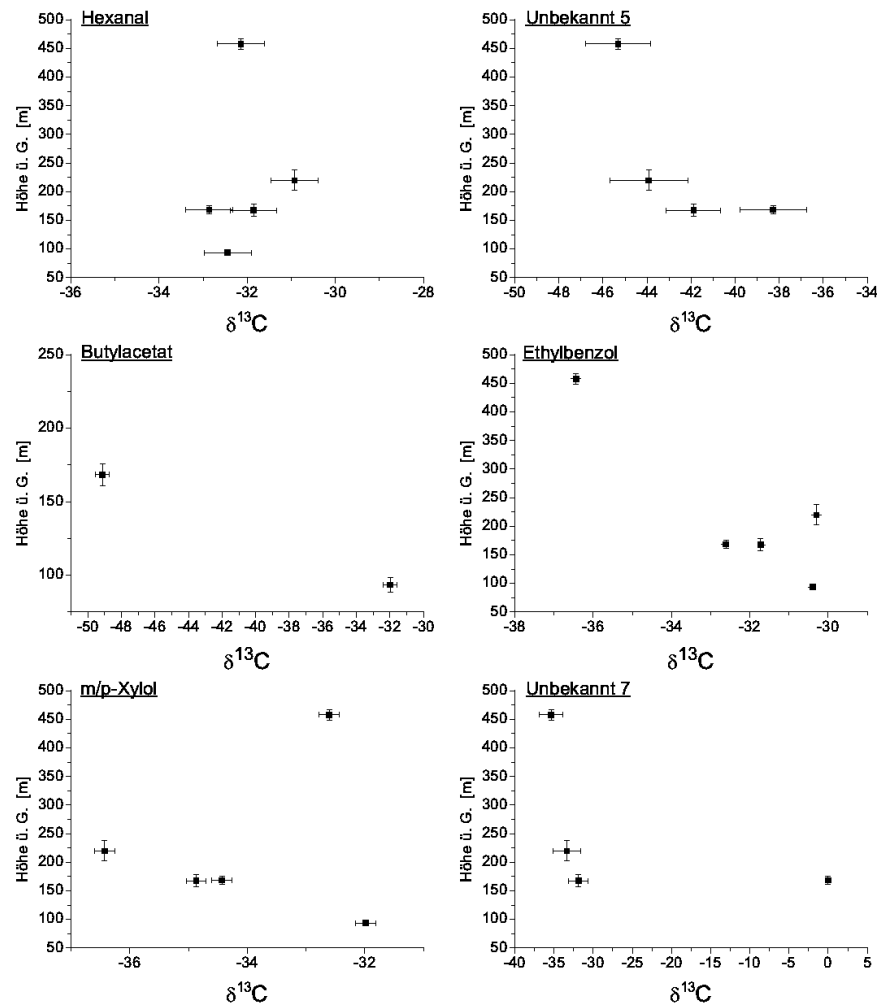 Hexanal
Höhe ü. G. [m]
500
450
400
350
300
250
200
150
100
50
-36 -34 -32 -30 -28
δ¹³C
Unbekannt 5
Höhe ü. G. [m]
500
450
400
350
300
250
200
150
100
50
-50 -48 -46 -44 -42 -40 -38 -36 -34
δ¹³C
Butylacetat
Höhe ü. G. [m]
250
200
150
100
-50 -48 -46 -44 -42 -40 -38 -36 -34 -32 -30
δ¹³C
Ethylbenzol
Höhe ü. G. [m]
500
450
400
350
300
250
200
150
100
50
-38 -36 -34 -32 -30
δ¹³C
m/p-Xylol
Höhe ü. G. [m]
500
450
400
350
300
250
200
150
100
50
-36 -34 -32
δ¹³C
Unbekannt 7
Höhe ü. G. [m]
500
450
400
350
300
250
200
150
100
50
-40 -35 -30 -25 -20 -15 -10 -5 0 5
δ¹³C